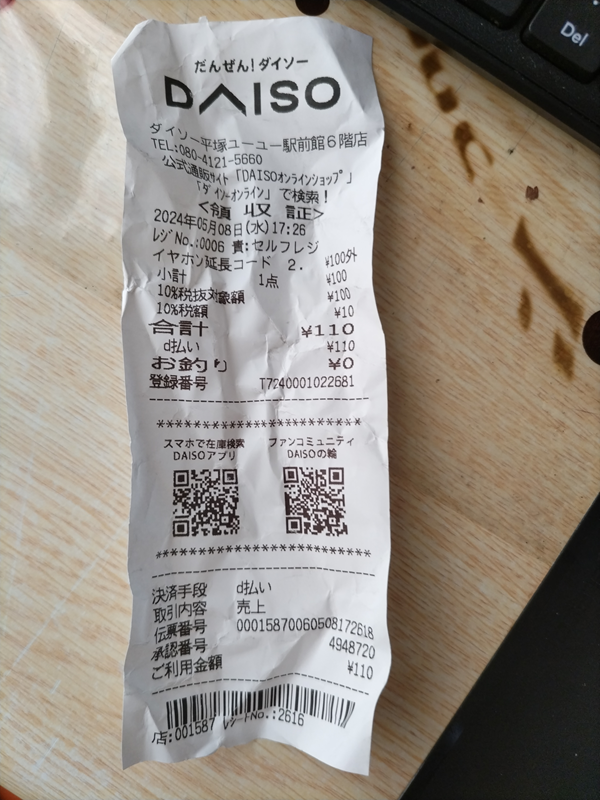 Del
だんぜん!ダイソー
DAISO
ダイソー平塚ユーユー駅前館6階店
TEL:080-4121-5660
公式通販サイト「DAISOオンラインショップ」
「ダイソーオンライン」で検索!
<領収証>
2024年05月08日(水)17:26
レジNo.:0006 責:セルフレジ
イヤホン延長コード 2. ¥100外
小計 1点 ¥100
10%税抜対象額 ¥100
10%税額 ¥10
合計 ¥110
d払い ¥110
お釣り ¥0
登録番号 T7240001022681
*********************
スマホで在庫検索 ファンコミュニティ
DAISOアプリ DAISOの輪
*********************
決済手段 d払い
取引内容 売上
伝票番号 00015870060508172618
承認番号 4948720
ご利用金額 ¥110
店:001587 レシートNo.:2616